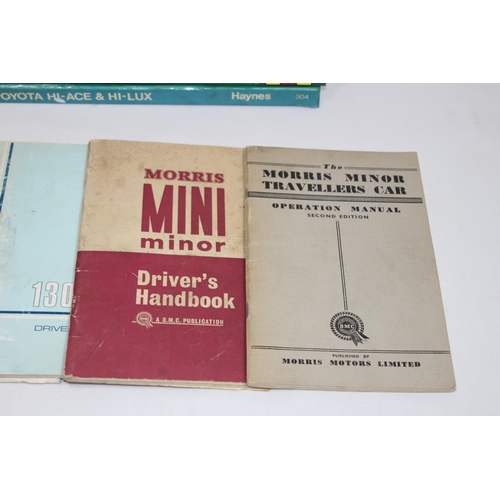 OYOTA HI-ACE & HI-LUX Haynes 304
130
DRIVE
MORRIS
MINI
minor
Driver's
Handbook
A B.M.C. PUBLICATION
The
MORRIS MINOR
TRAVELLERS CAR
OPERATION MANUAL
SECOND EDITION
BMC
PUBLISHED BY
MORRIS MOTORS LIMITED